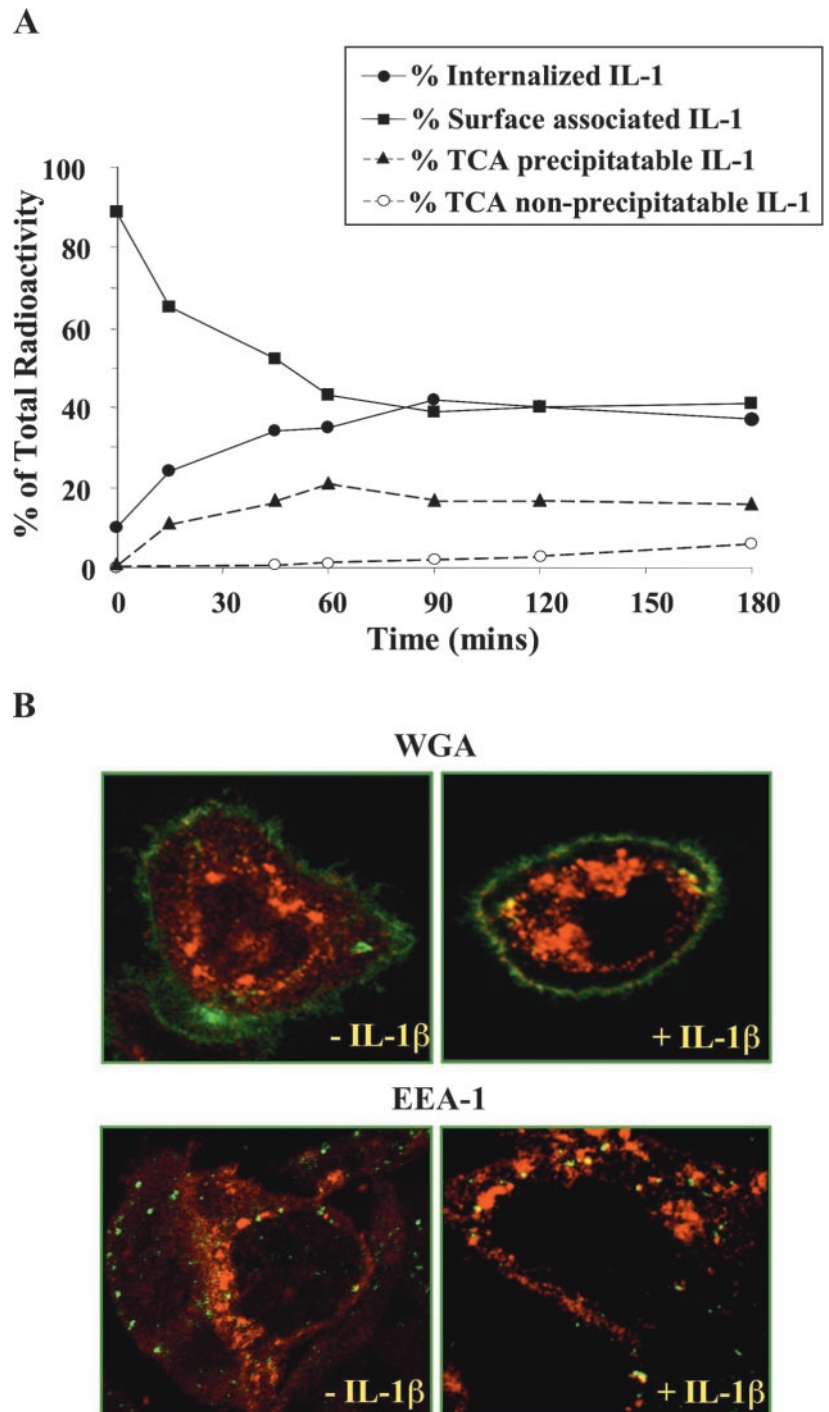 A
% Internalized IL-1
% Surface associated IL-1
% TCA precipitatable IL-1
% TCA non-precipitatable IL-1
% of Total Radioactivity
100
80
60
40
20
0
0 30 60 90 120 150 180
Time (mins)
B
WGA
- IL-1β + IL-1β
EEA-1
- IL-1β + IL-1β